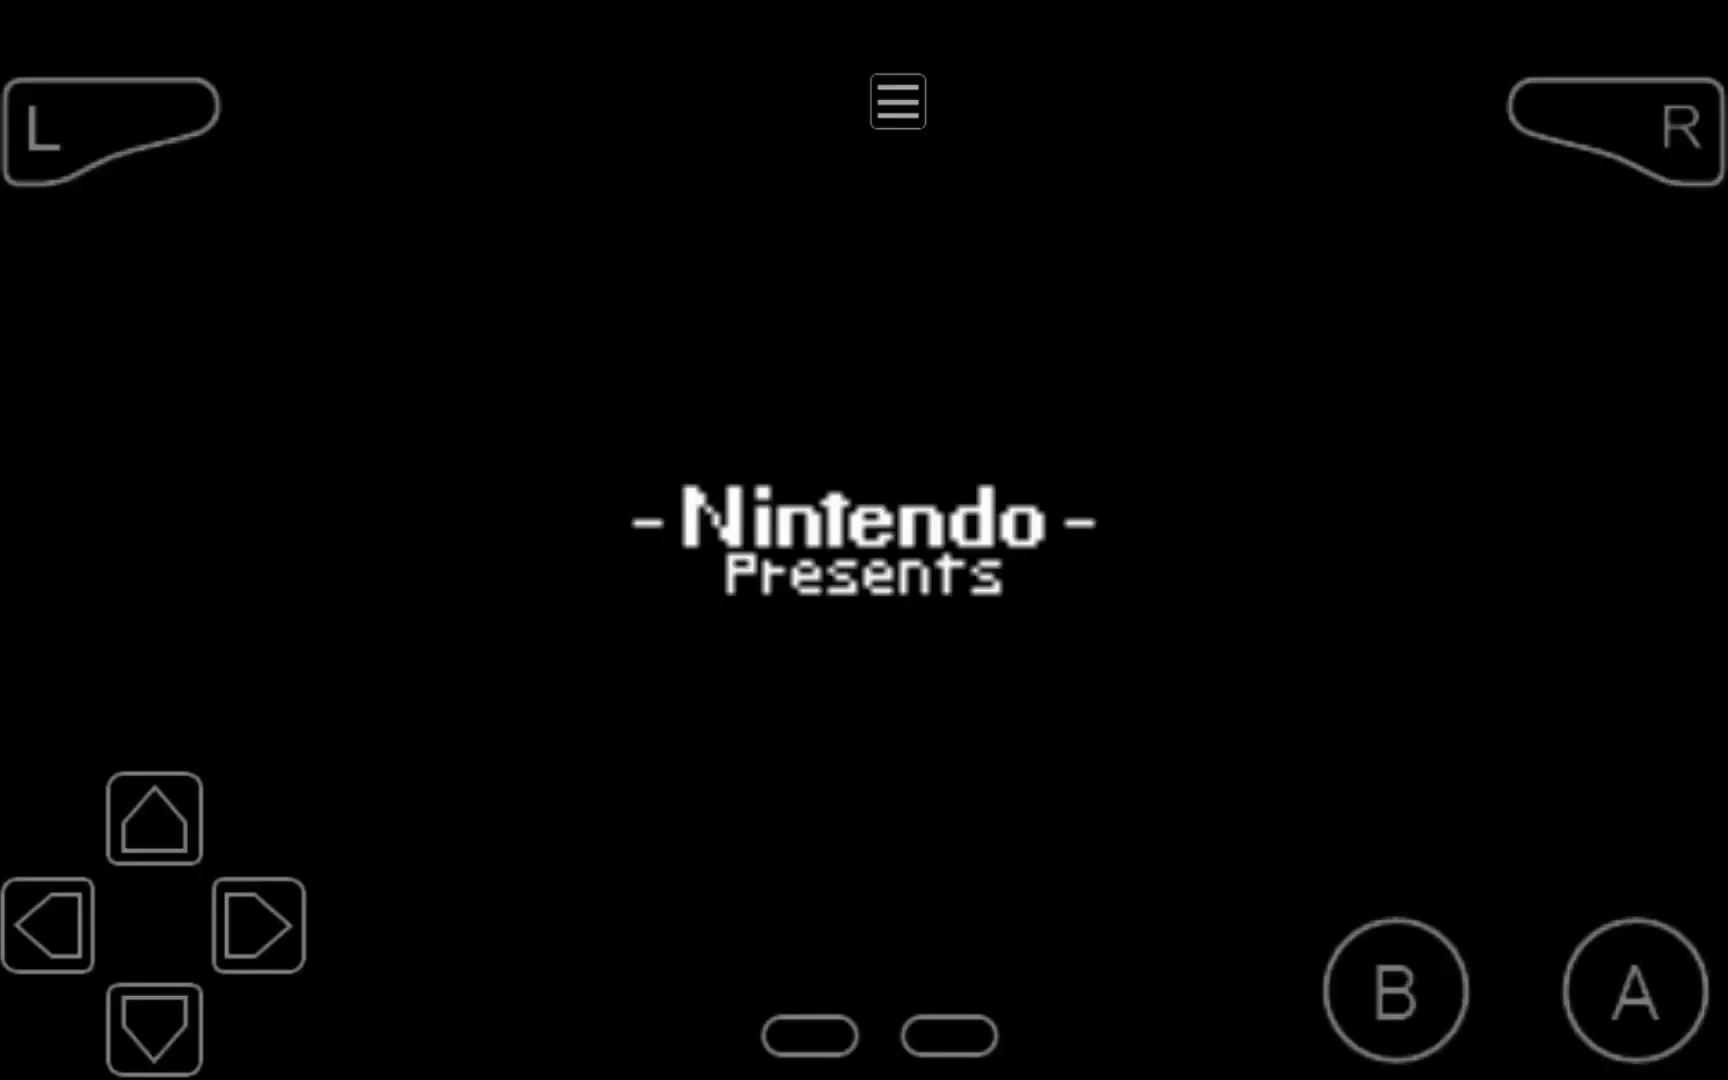 L
R
- Nintendo -
Presents
B
A